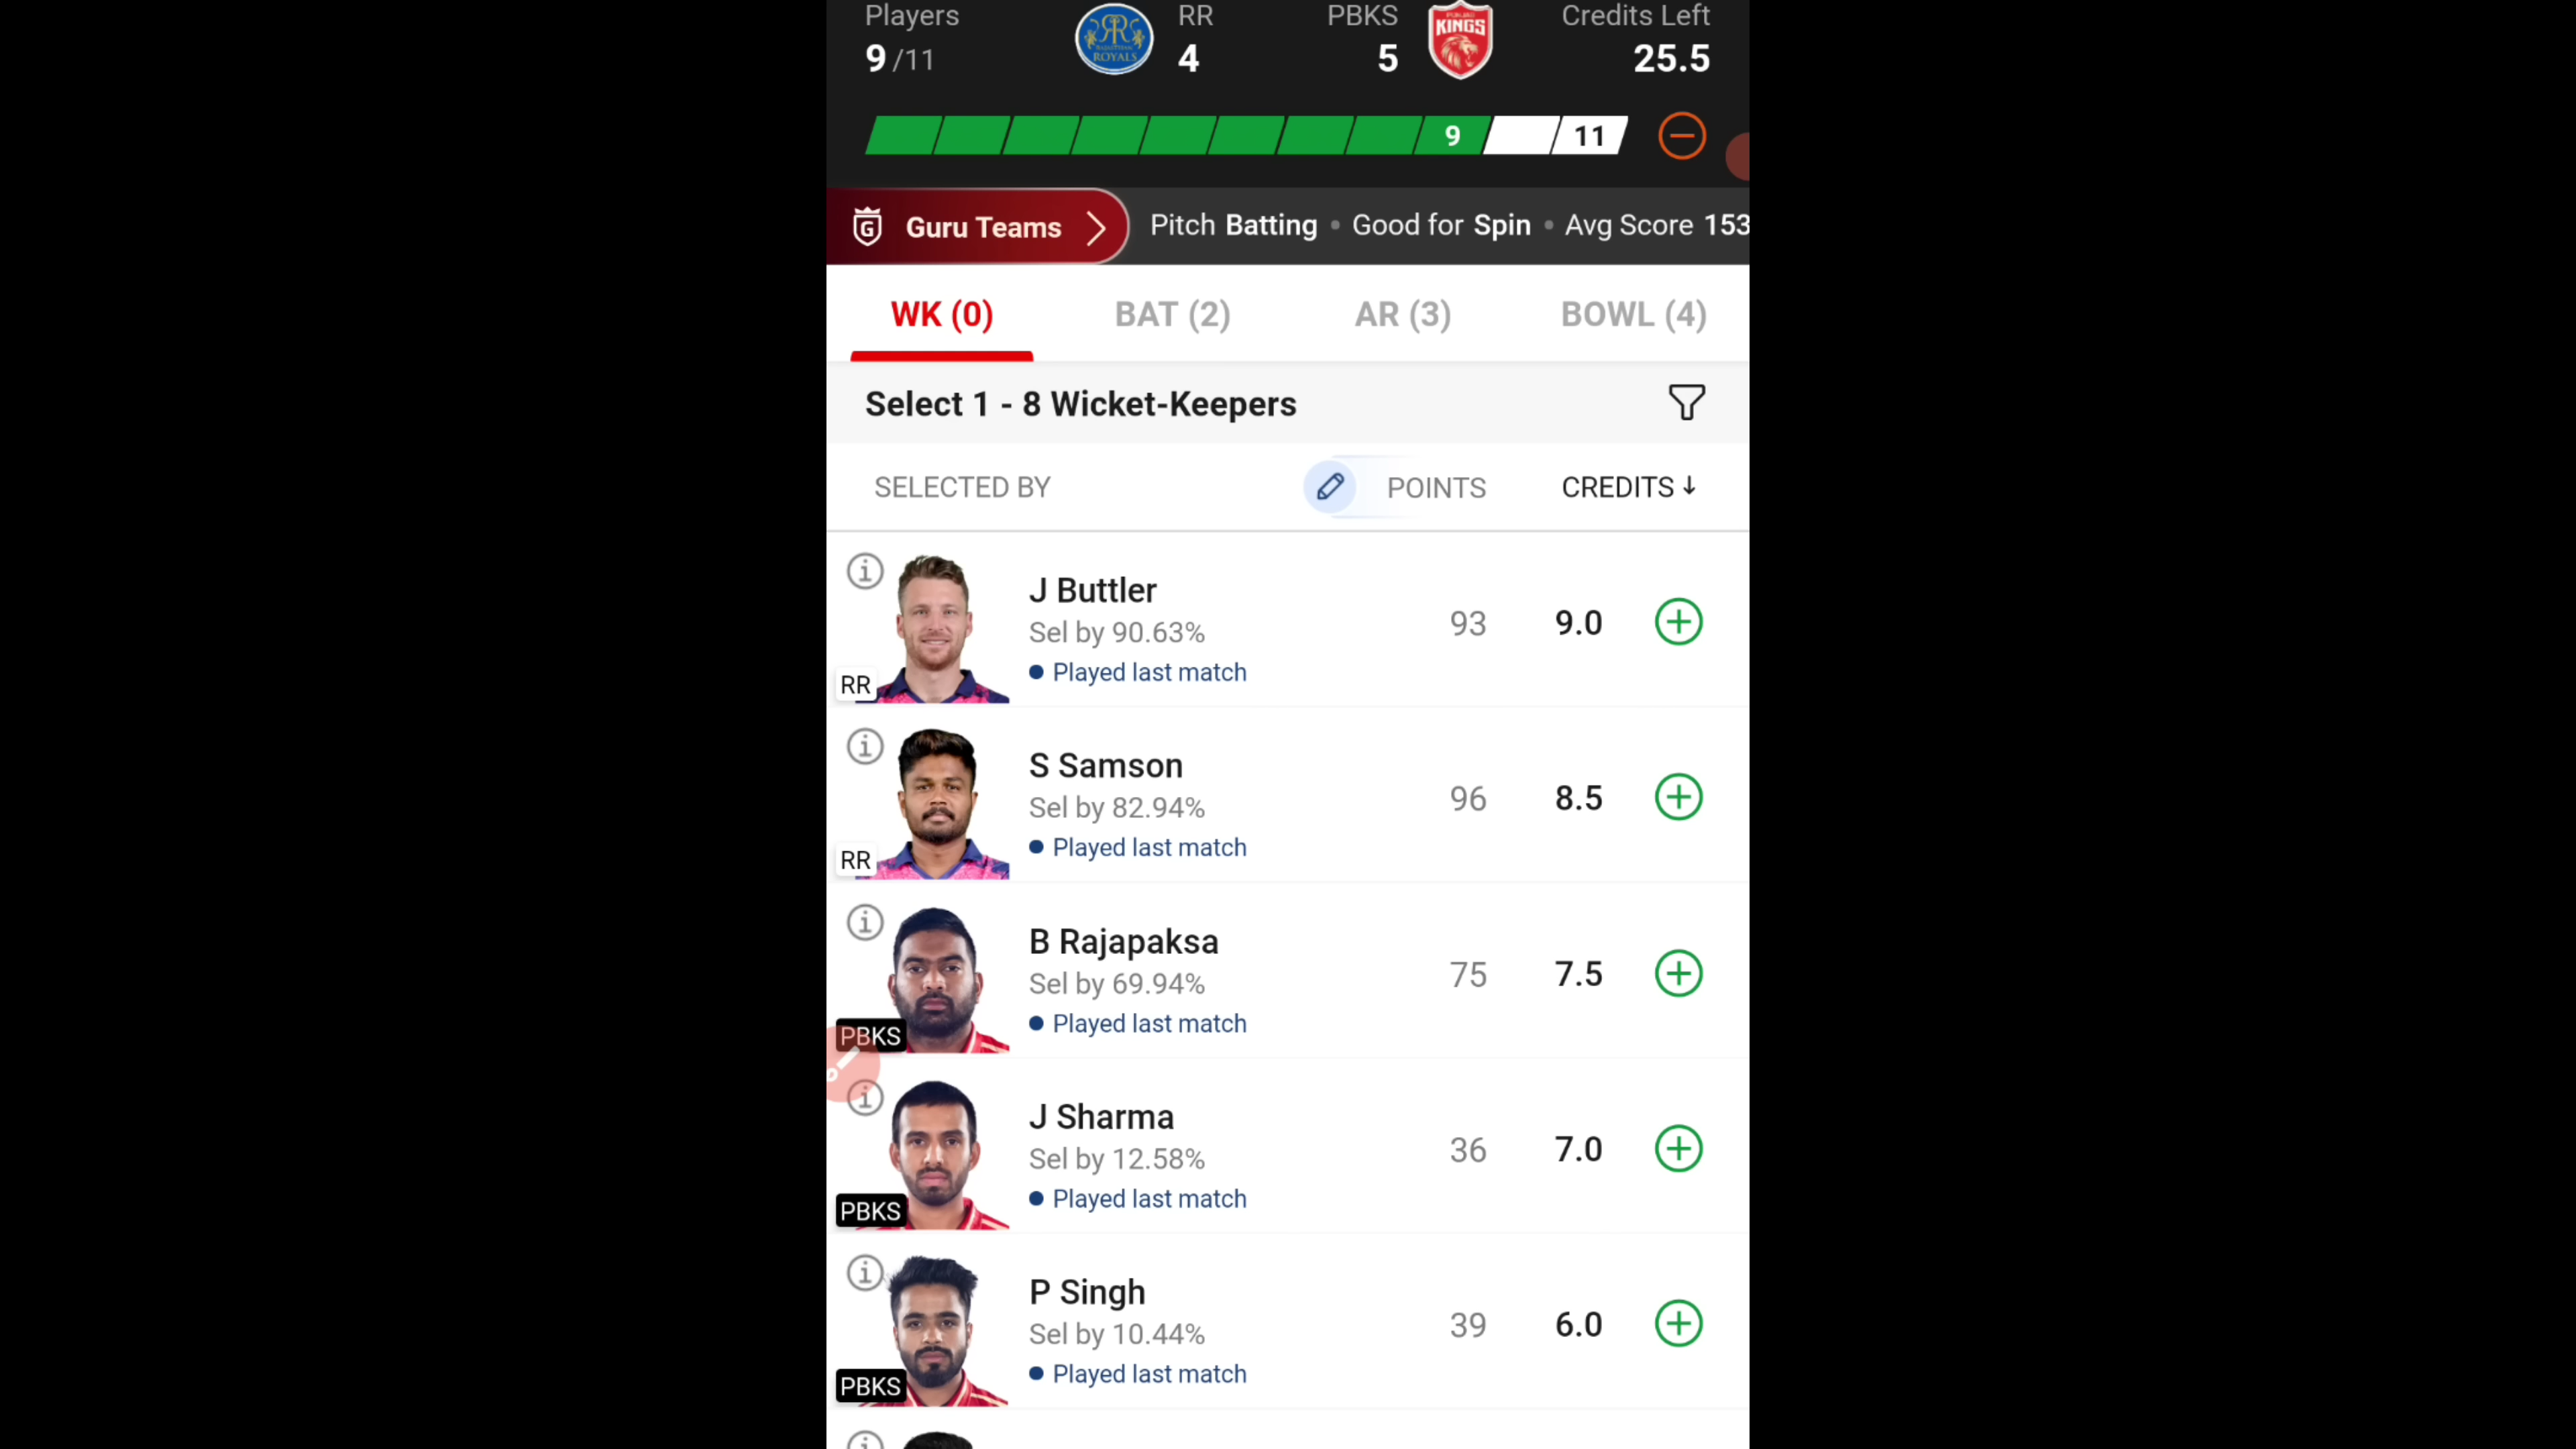 Players RR PBKS Credits Left
9/11 4 5 25.5
RAJASTHAN ROYALS
PUNJAB KINGS
9 11
Guru Teams Pitch Batting • Good for Spin • Avg Score 153
WK (0) BAT (2) AR (3) BOWL (4)
Select 1 - 8 Wicket-Keepers
SELECTED BY POINTS CREDITS ↓
J Buttler
Sel by 90.63% 93 9.0
Played last match
RR
S Samson
Sel by 82.94% 96 8.5
Played last match
RR
B Rajapaksa
Sel by 69.94% 75 7.5
Played last match
PBKS
J Sharma
Sel by 12.58% 36 7.0
Played last match
PBKS
P Singh
Sel by 10.44% 39 6.0
Played last match
PBKS